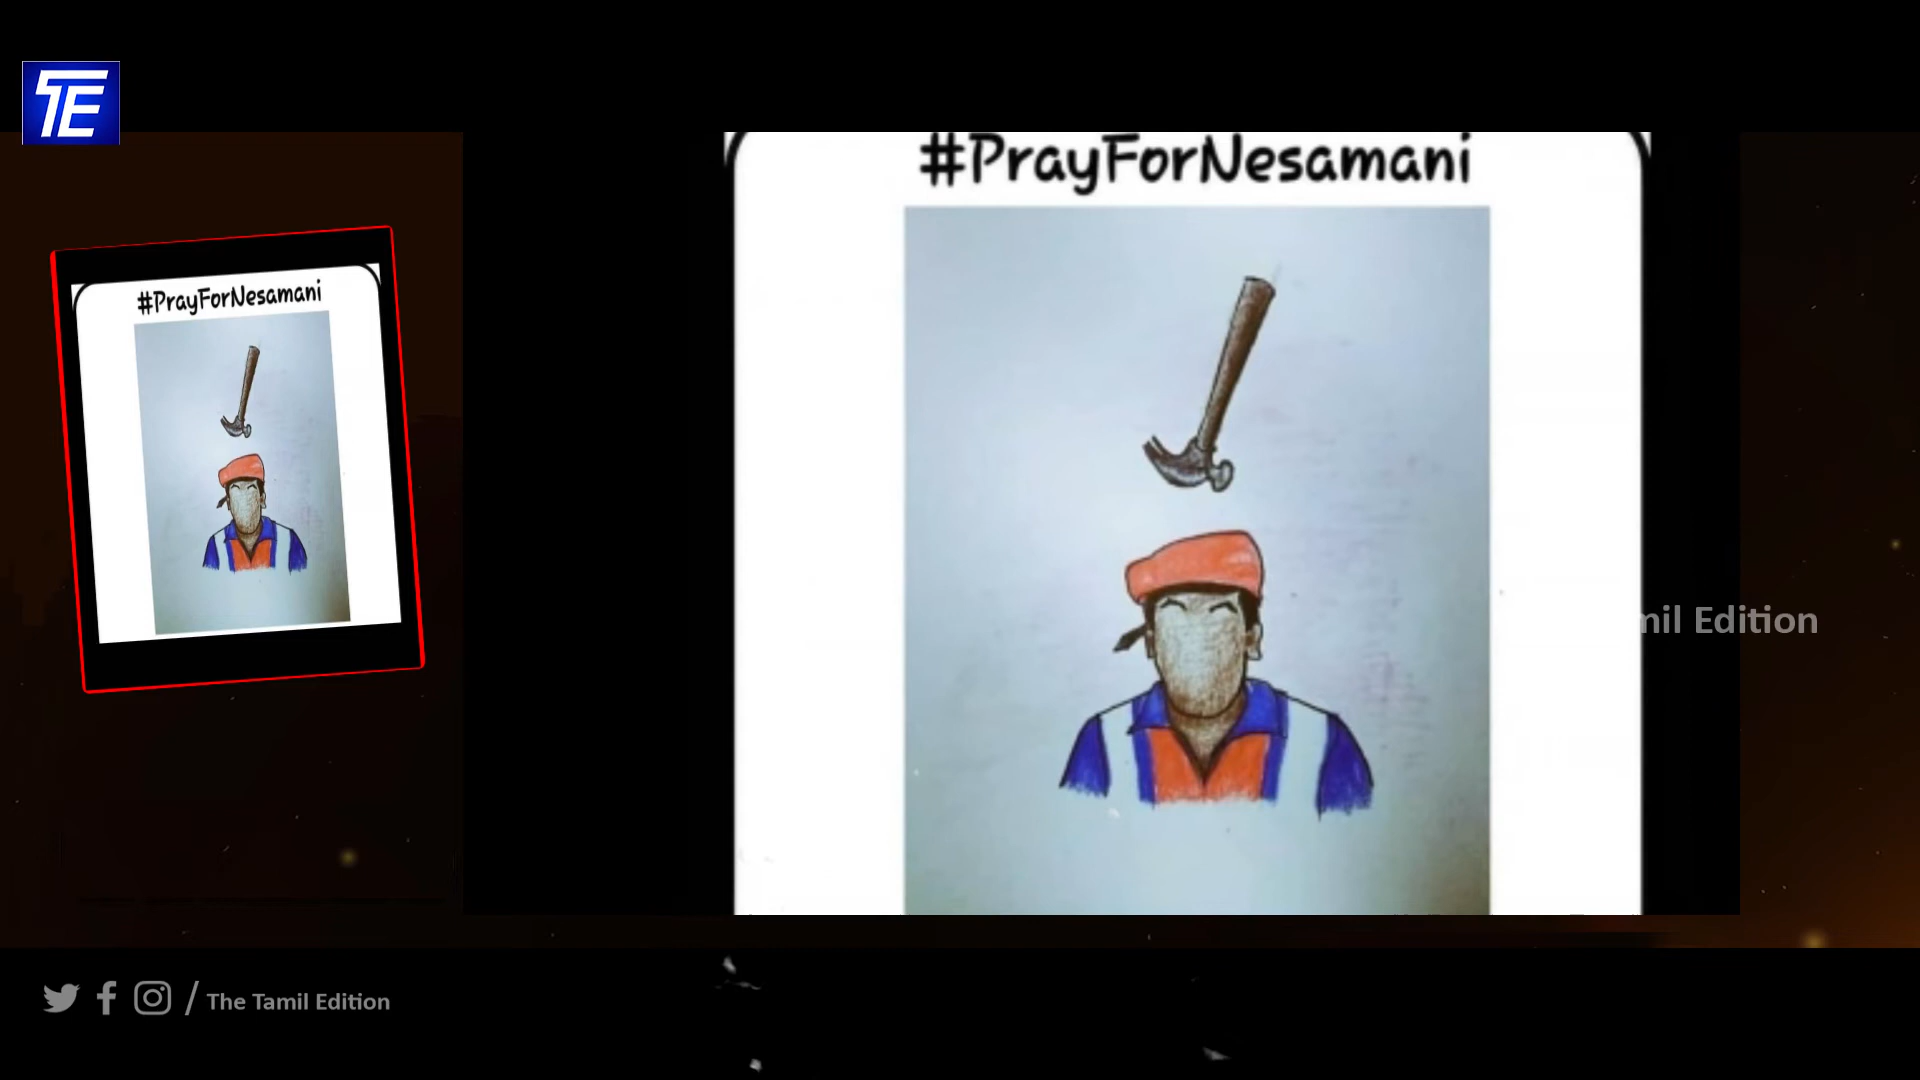 TE
#PrayForNesamani
#PrayForNesamani
mil Edition
The Tamil Edition